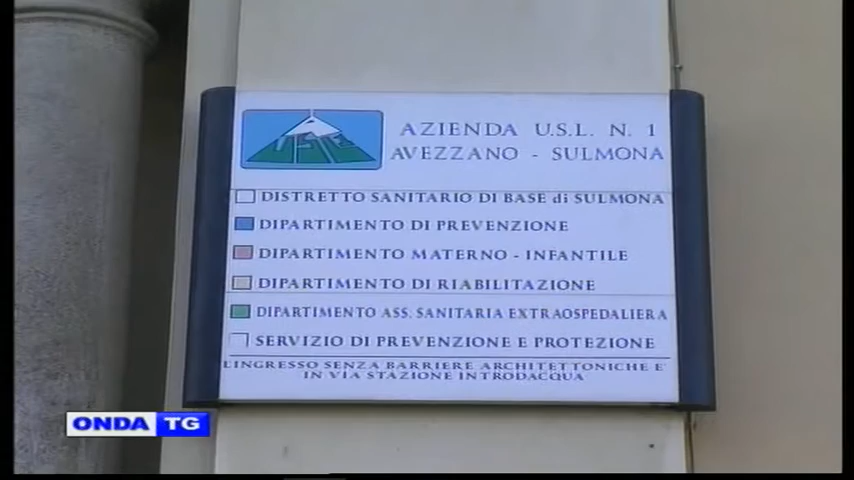 AZIENDA U.S.L. N. 1
AVEZZANO - SULMONA
DISTRETTO SANITARIO DI BASE di SULMONA
DIPARTIMENTO DI PREVENZIONE
DIPARTIMENTO MATERNO - INFANTILE
DIPARTIMENTO DI RIABILITAZIONE
DIPARTIMENTO ASS. SANITARIA EXTRAOSPEDALIERA
SERVIZIO DI PREVENZIONE E PROTEZIONE
L'INGRESSO SENZA BARRIERE ARCHITETTONICHE E'
IN VIA STAZIONE INTRODACQUA
ONDA TG